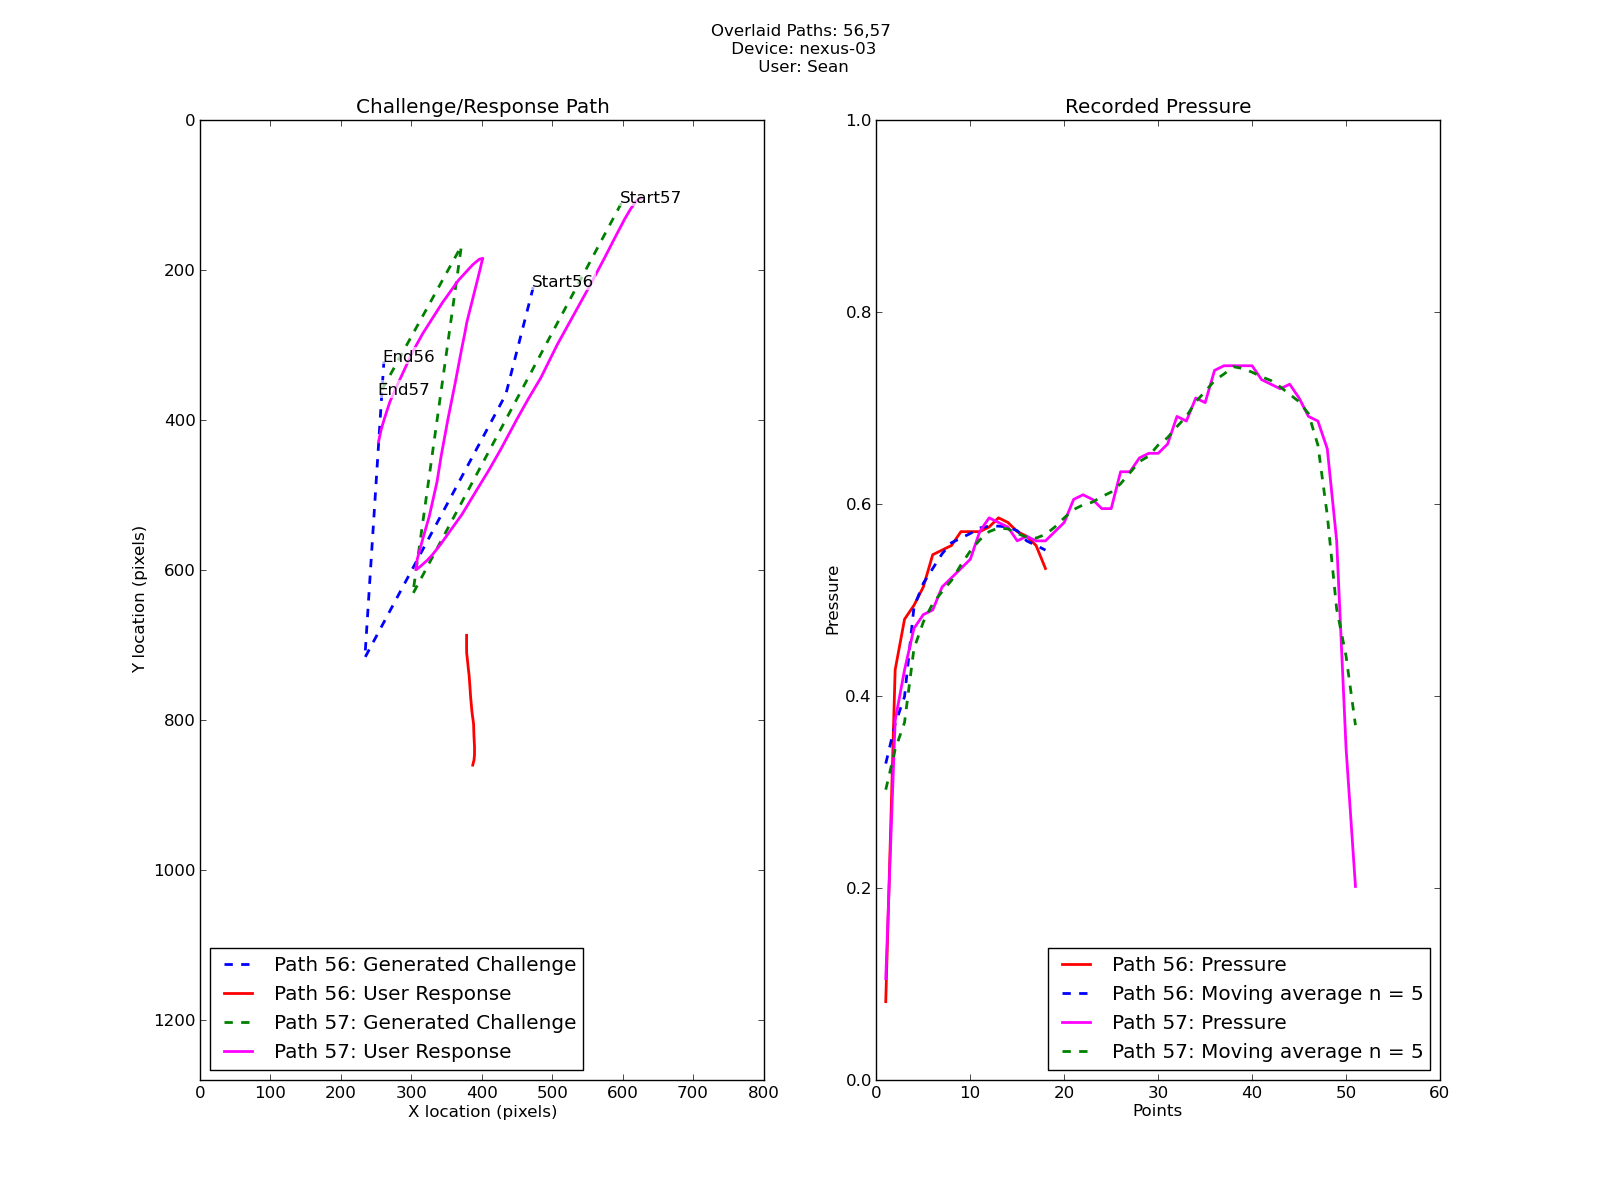 Overlaid Paths: 56,57
Device: nexus-03
User: Sean
Challenge/Response Path
0
200
400
600
800
1000
1200
Y location (pixels)
Start57
Start56
End56
End57
Path 56: Generated Challenge
Path 56: User Response
Path 57: Generated Challenge
Path 57: User Response
0 100 200 300 400 500 600 700 800
X location (pixels)
Recorded Pressure
1.0
0.8
0.6
0.4
0.2
0.0
Pressure
Path 56: Pressure
Path 56: Moving average n = 5
Path 57: Pressure
Path 57: Moving average n = 5
0 10 20 30 40 50 60
Points